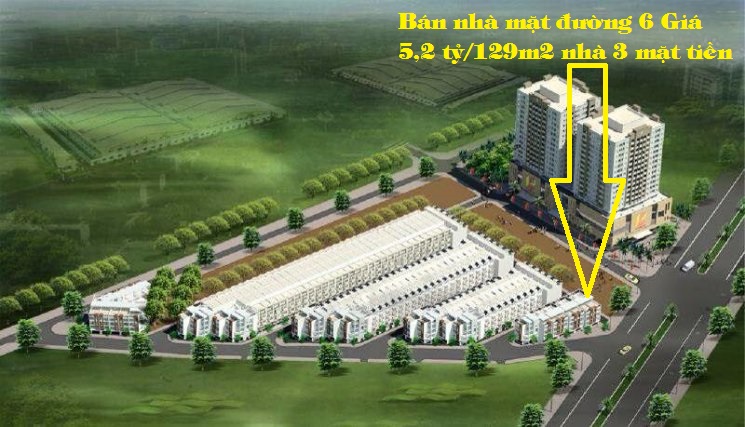 Bán nhà mặt đường 6 Giá
5,2 tỷ/129m2 nhà 3 mặt tiền